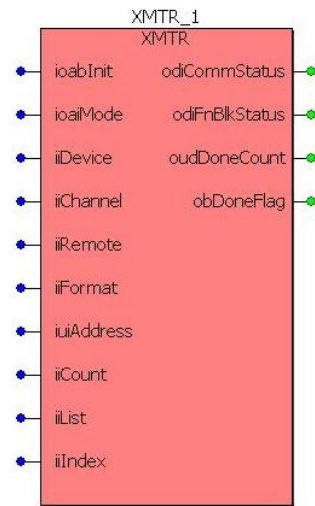 XMTR_1
XMTR
ioabInit odiCommStatus
ioaiMode odiFnBlkStatus
iiDevice oudDoneCount
iiChannel obDoneFlag
iiRemote
iiFormat
iuiAddress
iiCount
iiList
iiIndex